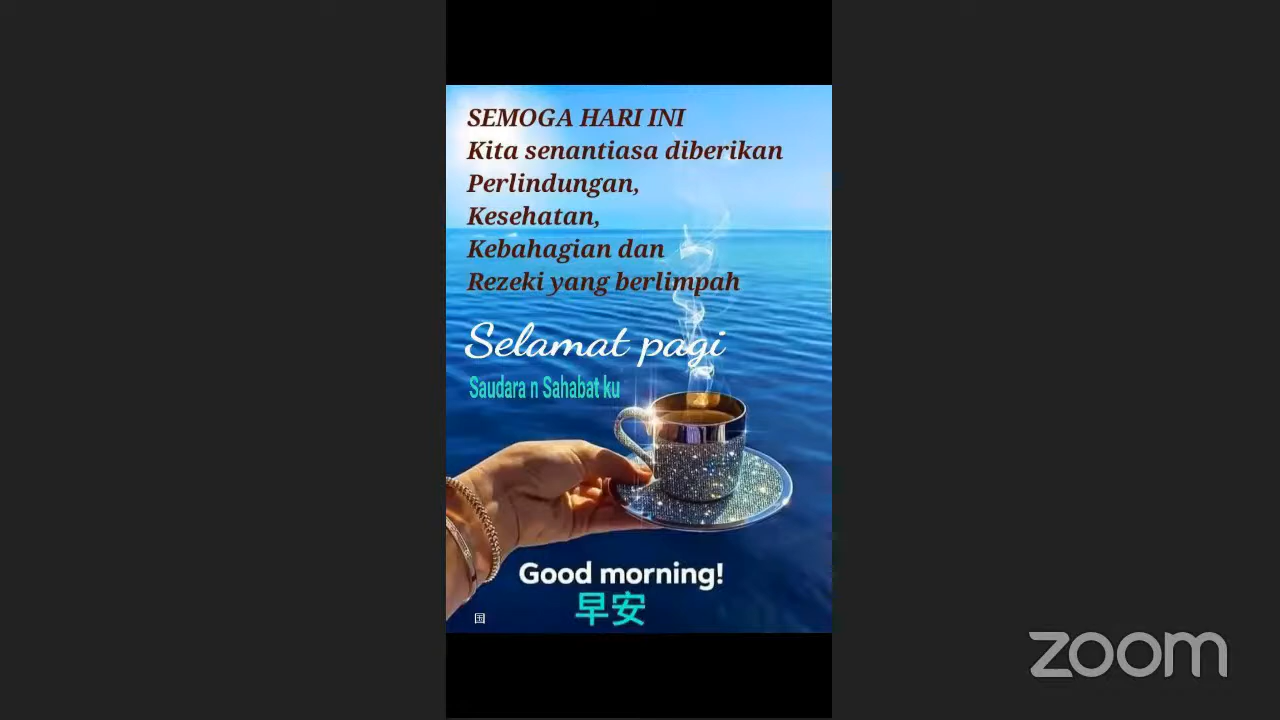 SEMOGA HARI INI
Kita senantiasa diberikan
Perlindungan,
Kesehatan,
Kebahagian dan
Rezeki yang berlimpah
Selamat pagi
Saudara n Sahabat ku
Good morning!
早安
国
zoom